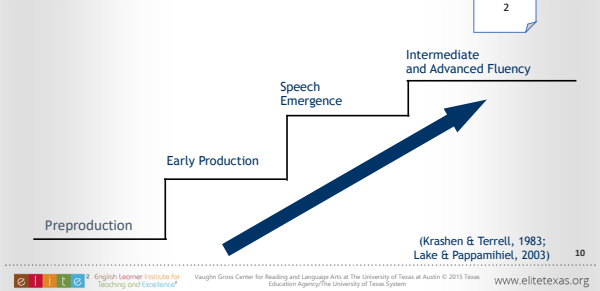 2
Intermediate
and Advanced Fluency
Speech
Emergence
Early Production
Preproduction
(Krashen & Terrell, 1983;
Lake & Pappamihiel, 2003)
10
elite²
English Learner Institute for
Teaching and Excellence²
Vaughn Gross Center for Reading and Language Arts at The University of Texas at Austin © 2015 Texas
Education Agency/The University of Texas System
www.elitetexas.org